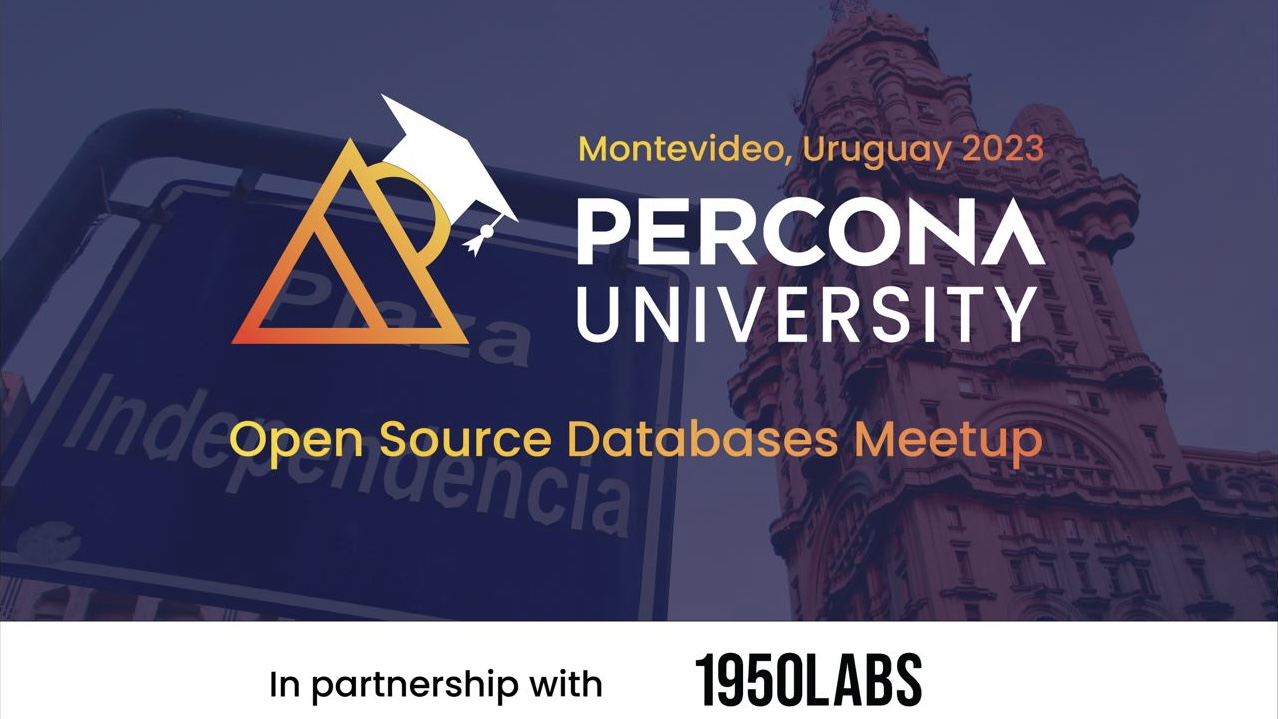 Montevideo, Uruguay 2023
PERCONA
UNIVERSITY
Plaza
Independencia
Open Source Databases Meetup
In partnership with
1950LABS